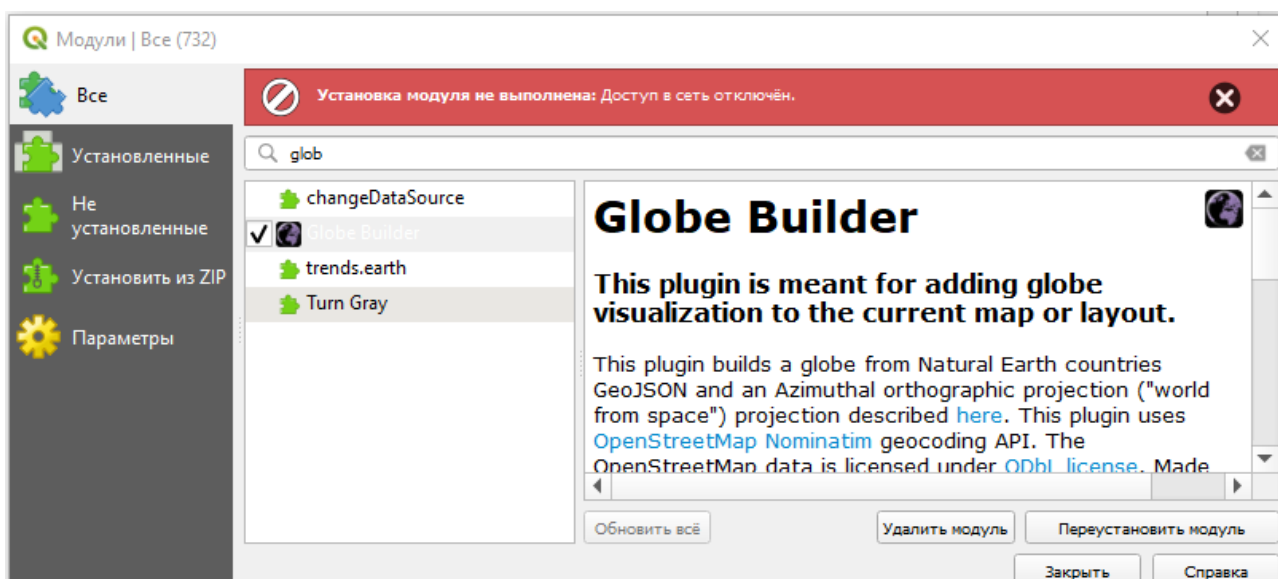 Модули | Все (732)
Все
Установка модуля не выполнена: Доступ в сеть отключён.
Установленные
glob
Не
установленные
Установить из ZIP
Параметры
changeDataSource
Globe Builder
trends.earth
Turn Gray
Globe Builder
This plugin is meant for adding globe
visualization to the current map or layout.
This plugin builds a globe from Natural Earth countries
GeoJSON and an Azimuthal orthographic projection ("world
from space") projection described here. This plugin uses
OpenStreetMap Nominatim geocoding API. The
OpenStreetMap data is licensed under ODbL license. Made
Обновить всё
Удалить модуль
Переустановить модуль
Закрыть
Справка